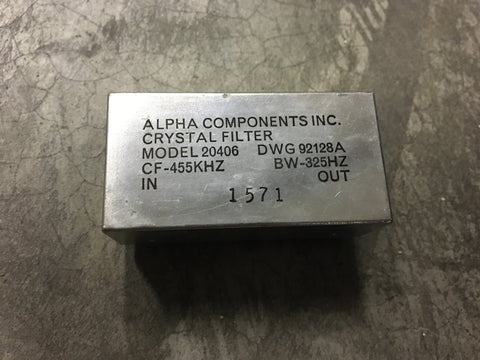 ALPHA COMPONENTS INC.
CRYSTAL FILTER
MODEL 20406 DWG 92128A
CF-455KHZ BW-325HZ
IN OUT
1571